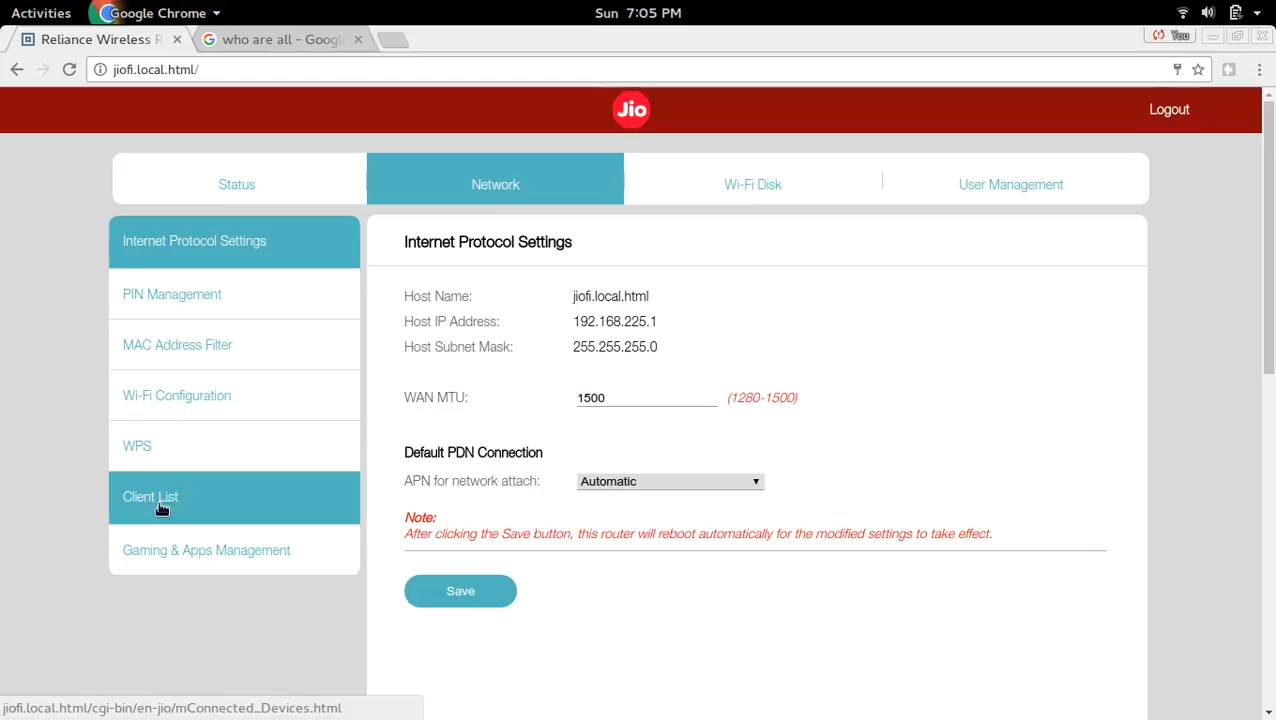 Activities Google Chrome ▾ Sun 7:05 PM
Reliance Wireless R × who are all - Googl × You
jiofi.local.html/
Jio Logout
Status Network Wi-Fi Disk User Management
Internet Protocol Settings
PIN Management
MAC Address Filter
Wi-Fi Configuration
WPS
Client List
Gaming & Apps Management
Internet Protocol Settings
Host Name: jiofi.local.html
Host IP Address: 192.168.225.1
Host Subnet Mask: 255.255.255.0
WAN MTU: 1500 (1280-1500)
Default PDN Connection
APN for network attach: Automatic ▾
Note:
After clicking the Save button, this router will reboot automatically for the modified settings to take effect.
Save
jiofi.local.html/cgi-bin/en-jio/mConnected_Devices.html